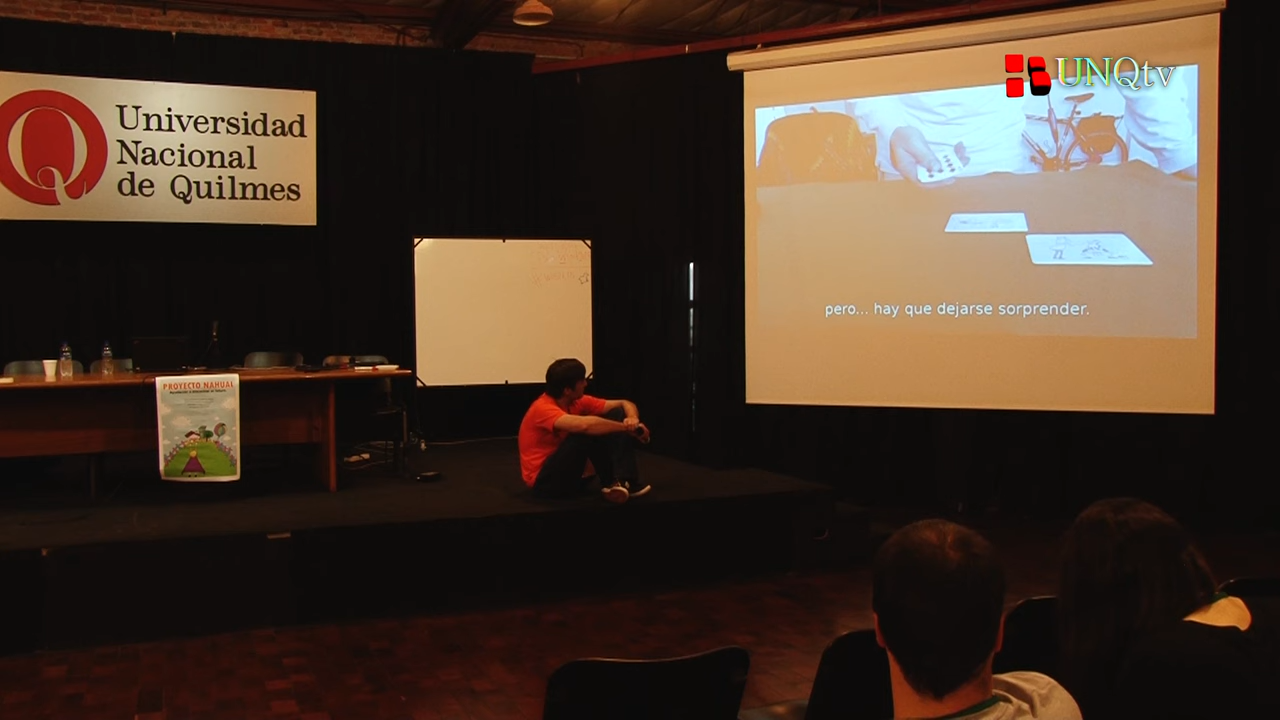 Universidad
Nacional
de Quilmes
UNQtv
PROYECTO NAHUAL
pero... hay que dejarse sorprender.